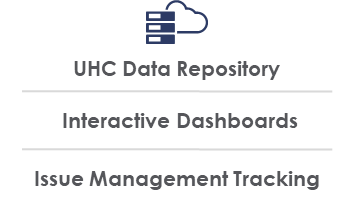 UHC Data Repository
Interactive Dashboards
Issue Management Tracking